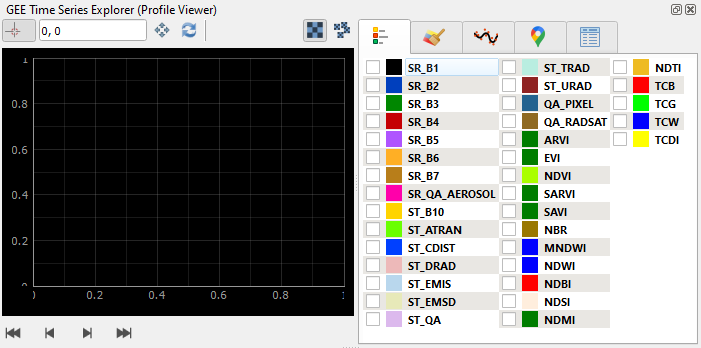 GEE Time Series Explorer (Profile Viewer)
0, 0
1
0.8
0.6
0.4
0.2
0
0
0.2
0.4
0.6
0.8
1
SR_B1
SR_B2
SR_B3
SR_B4
SR_B5
SR_B6
SR_B7
SR_QA_AEROSOL
ST_B10
ST_ATRAN
ST_CDIST
ST_DRAD
ST_EMIS
ST_EMSD
ST_QA
ST_TRAD
ST_URAD
QA_PIXEL
QA_RADSAT
ARVI
EVI
NDVI
SARVI
SAVI
NBR
MNDWI
NDWI
NDBI
NDSI
NDMI
NDTI
TCB
TCG
TCW
TCDI